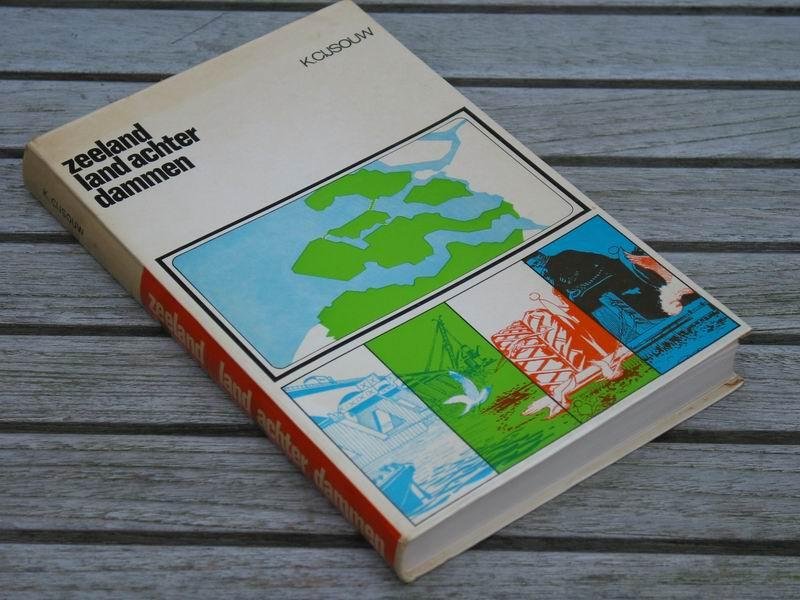 K. CIJSOUW
zeeland
land achter
dammen
K. CIJSOUW
zeeland land achter dammen